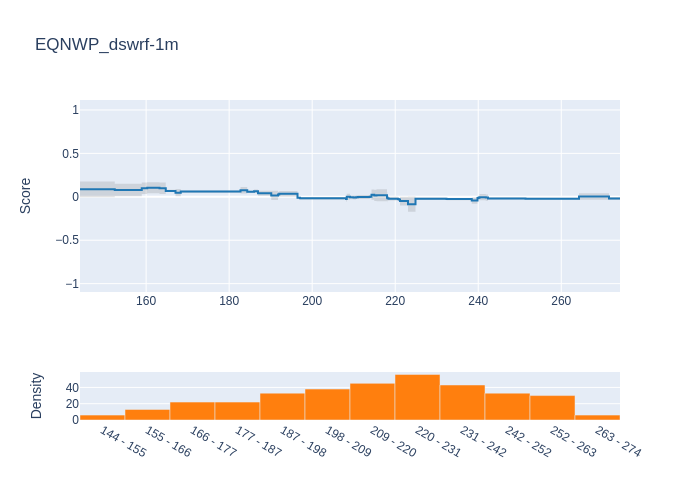 EQNWP_dswrf-1m
1
0.5
0
−0.5
−1
Score
160
180
200
220
240
260
40
20
0
Density
144 - 155
155 - 166
166 - 177
177 - 187
187 - 198
198 - 209
209 - 220
220 - 231
231 - 242
242 - 252
252 - 263
263 - 274